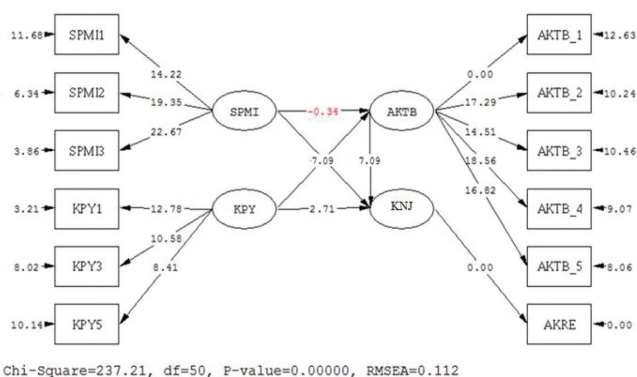 11.68 SPMI1 14.22 0.00 AKTB_1 12.63
6.34 SPMI2 19.35 SPMI -0.34 AKTB 17.29 AKTB_2 10.24
3.86 SPMI3 22.67 14.51 AKTB_3 10.46
-7.09 7.09 18.56
3.21 KPY1 12.78 KPY 2.71 KNJ 16.82 AKTB_4 9.07
8.02 KPY3 10.58 0.00 AKTB_5 8.06
10.14 KPY5 8.41 AKRE 0.00
Chi-Square=237.21, df=50, P-value=0.00000, RMSEA=0.112